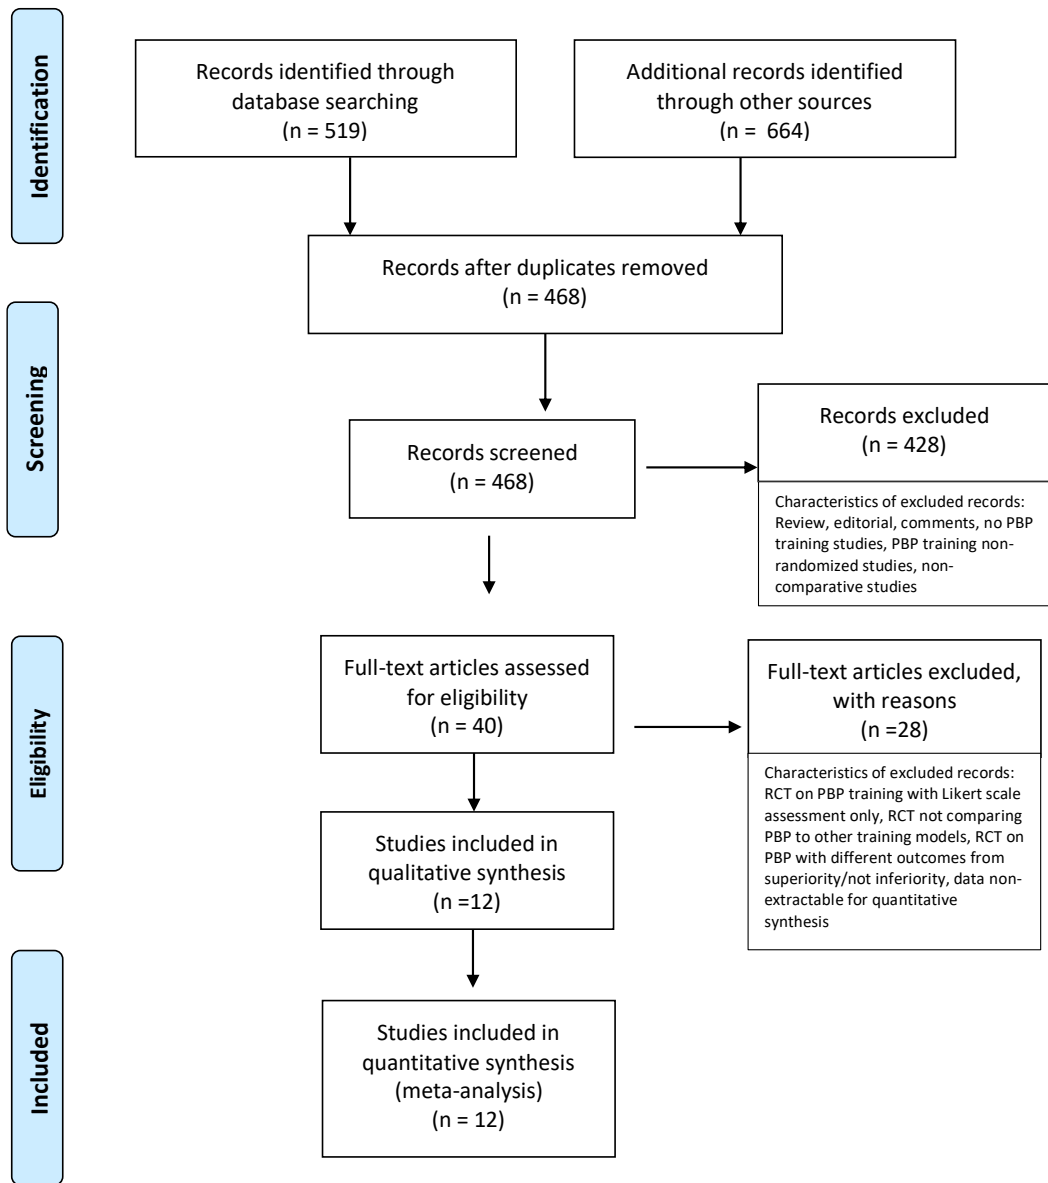 Identification
Records identified through
database searching
(n = 519)
Additional records identified
through other sources
(n = 664)
Records after duplicates removed
(n = 468)
Screening
Records screened
(n = 468)
Records excluded
(n = 428)
Characteristics of excluded records:
Review, editorial, comments, no PBP
training studies, PBP training non-
randomized studies, non-
comparative studies
Eligibility
Full-text articles assessed
for eligibility
(n = 40)
Full-text articles excluded,
with reasons
(n =28)
Characteristics of excluded records:
RCT on PBP training with Likert scale
assessment only, RCT not comparing
PBP to other training models, RCT on
PBP with different outcomes from
superiority/not inferiority, data non-
extractable for quantitative
synthesis
Studies included in
qualitative synthesis
(n =12)
Included
Studies included in
quantitative synthesis
(meta-analysis)
(n = 12)